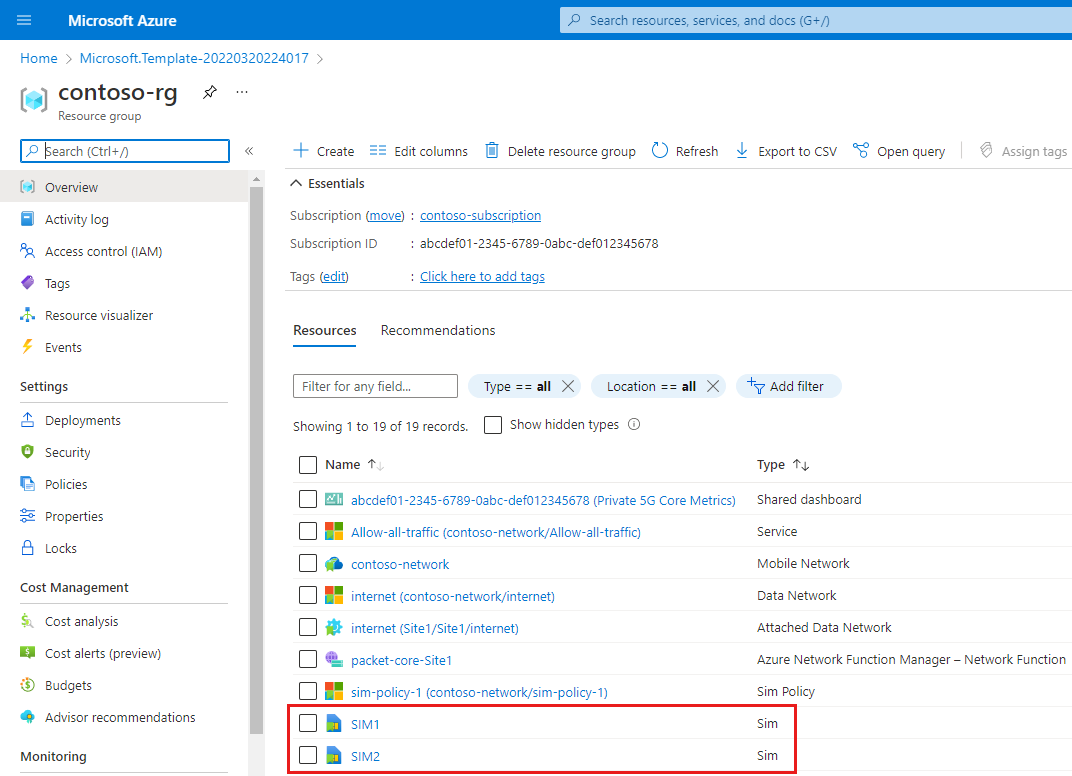 Microsoft Azure
Search resources, services, and docs (G+/)
Home > Microsoft.Template-20220320224017 >
contoso-rg
Resource group
Search (Ctrl+/)
«
Create
Edit columns
Delete resource group
Refresh
Export to CSV
Open query
Assign tags
Overview
Activity log
Access control (IAM)
Tags
Resource visualizer
Events
Settings
Deployments
Security
Policies
Properties
Locks
Cost Management
Cost analysis
Cost alerts (preview)
Budgets
Advisor recommendations
Monitoring
Essentials
Subscription (move) : contoso-subscription
Subscription ID : abcdef01-2345-6789-0abc-def012345678
Tags (edit) : Click here to add tags
Resources Recommendations
Filter for any field...
Type == all
Location == all
Add filter
Showing 1 to 19 of 19 records.
Show hidden types
Name ↑↓ Type ↑↓
abcdef01-2345-6789-0abc-def012345678 (Private 5G Core Metrics) Shared dashboard
Allow-all-traffic (contoso-network/Allow-all-traffic) Service
contoso-network Mobile Network
internet (contoso-network/internet) Data Network
internet (Site1/Site1/internet) Attached Data Network
packet-core-Site1 Azure Network Function Manager – Network Function
sim-policy-1 (contoso-network/sim-policy-1) Sim Policy
SIM1 Sim
SIM2 Sim